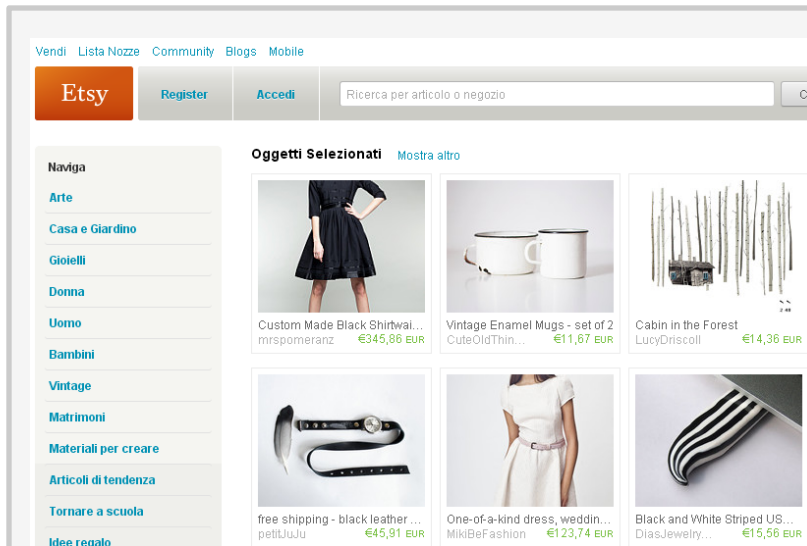 Vendi Lista Nozze Community Blogs Mobile
Etsy Register Accedi Ricerca per articolo o negozio C
Naviga
Arte
Casa e Giardino
Gioielli
Donna
Uomo
Bambini
Vintage
Matrimoni
Materiali per creare
Articoli di tendenza
Tornare a scuola
Idee regalo
Oggetti Selezionati Mostra altro
Custom Made Black Shirtwai...
mrspomeranz €345,86 EUR
Vintage Enamel Mugs - set of 2
CuteOldThin... €11,67 EUR
Cabin in the Forest
LucyDriscoll €14,36 EUR
free shipping - black leather ...
petitJuJu €45,91 EUR
One-of-a-kind dress, weddin...
MikiBeFashion €123,74 EUR
Black and White Striped US...
DiasJewelry... €15,56 EUR